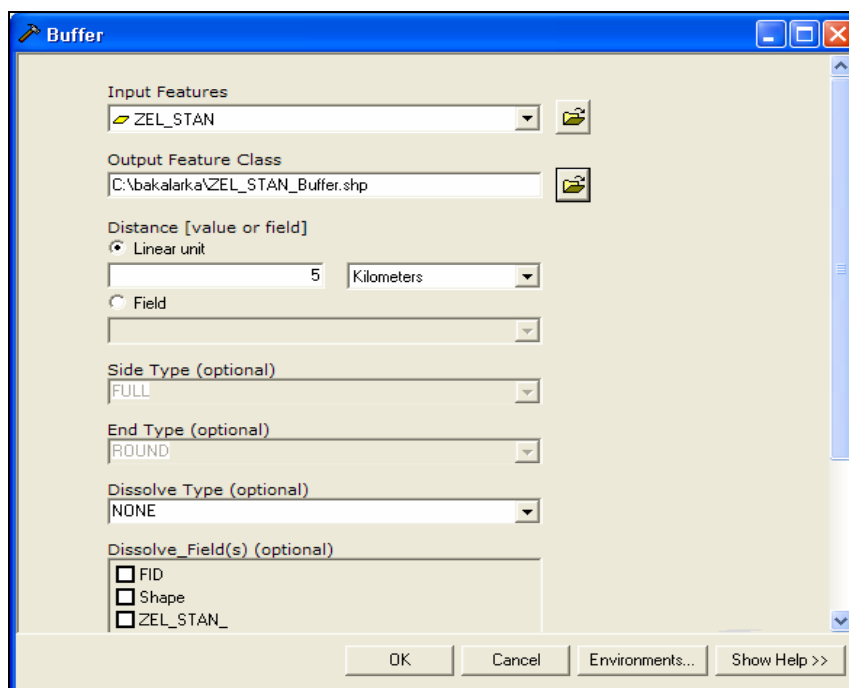 Buffer
Input Features
ZEL_STAN
Output Feature Class
C:\bakalarka\ZEL_STAN_Buffer.shp
Distance [value or field]
Linear unit
5 Kilometers
Field
Side Type (optional)
FULL
End Type (optional)
ROUND
Dissolve Type (optional)
NONE
Dissolve_Field(s) (optional)
FID
Shape
ZEL_STAN_
OK Cancel Environments... Show Help >>